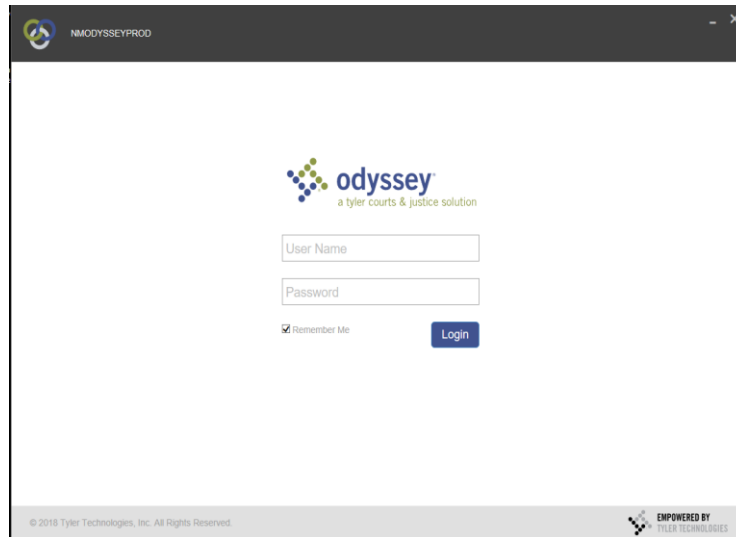 NMODYSSEYPROD
odyssey
a tyler courts & justice solution
User Name
Password
Remember Me
Login
© 2018 Tyler Technologies, Inc. All Rights Reserved.
EMPOWERED BY
TYLER TECHNOLOGIES